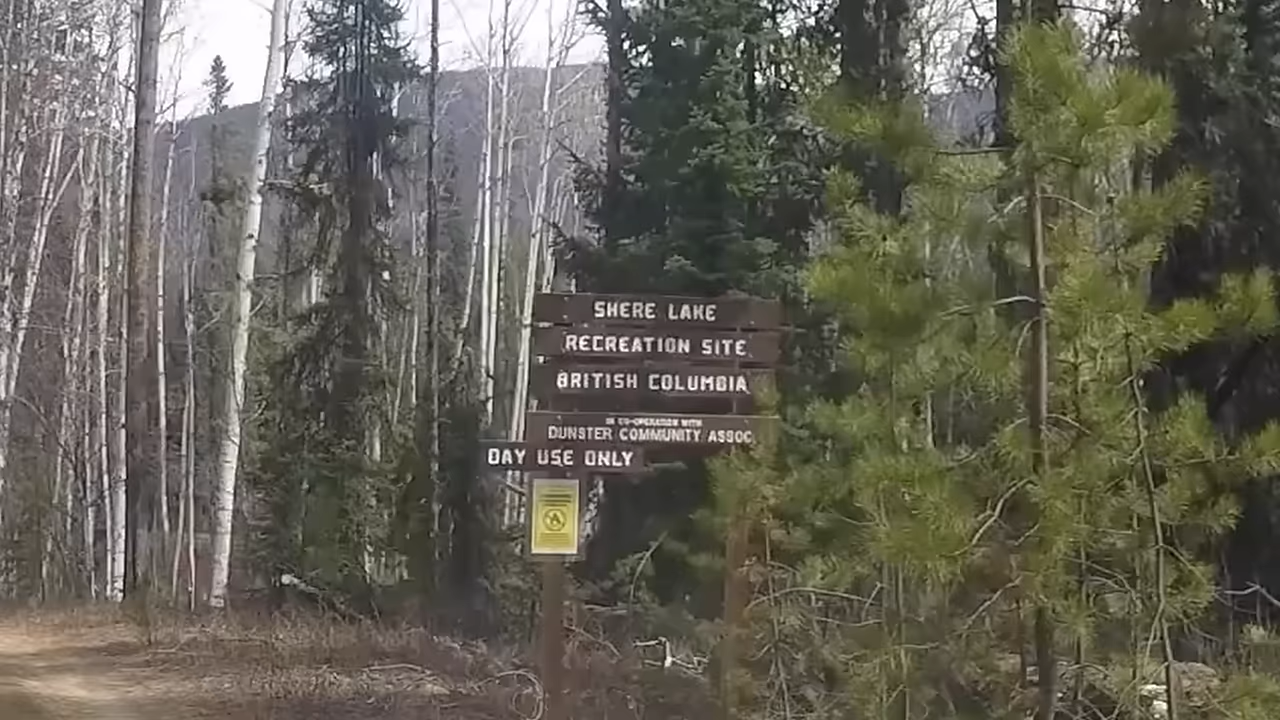 SHERE LAKE
RECREATION SITE
BRITISH COLUMBIA
IN CO-OPERATION WITH
DUNSTER COMMUNITY ASSOC
DAY USE ONLY